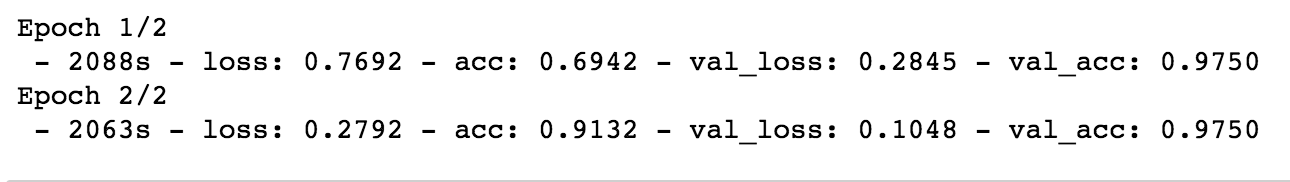 Epoch 1/2
 - 2088s - loss: 0.7692 - acc: 0.6942 - val_loss: 0.2845 - val_acc: 0.9750
Epoch 2/2
 - 2063s - loss: 0.2792 - acc: 0.9132 - val_loss: 0.1048 - val_acc: 0.9750